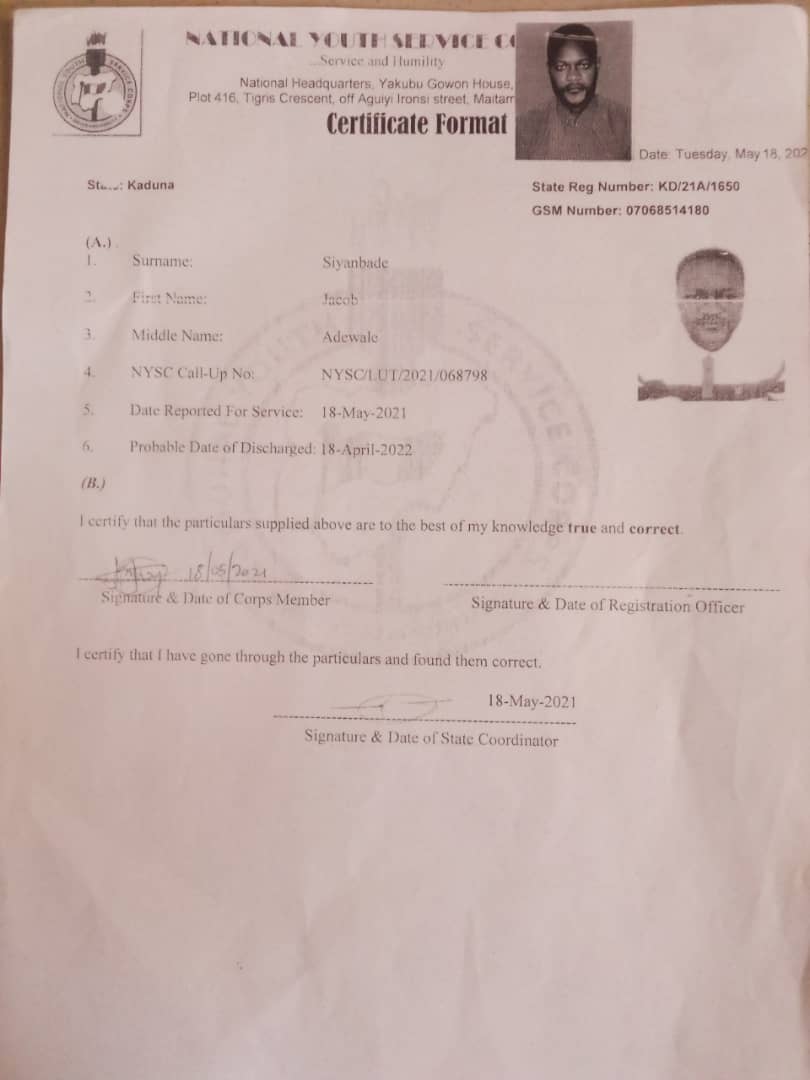 NATIONAL YOUTH SERVICE CO
...Service and Humility
National Headquarters, Yakubu Gowon House,
Plot 416, Tigris Crescent, off Aguiyi Ironsi street, Maitam
Certificate Format
Date: Tuesday, May 18, 202
Kaduna
State Reg Number: KD/21A/1650
GSM Number: 07068514180
(A.)
1. Surname: Siyanbade
2. First Name: Jacob
3. Middle Name: Adewale
4. NYSC Call-Up No: NYSC/LUT/2021/068798
5. Date Reported For Service: 18-May-2021
6. Probable Date of Discharged: 18-April-2022
(B.)
I certify that the particulars supplied above are to the best of my knowledge true and correct.
18/05/2021
Signature & Date of Corps Member
Signature & Date of Registration Officer
I certify that I have gone through the particulars and found them correct.
18-May-2021
Signature & Date of State Coordinator